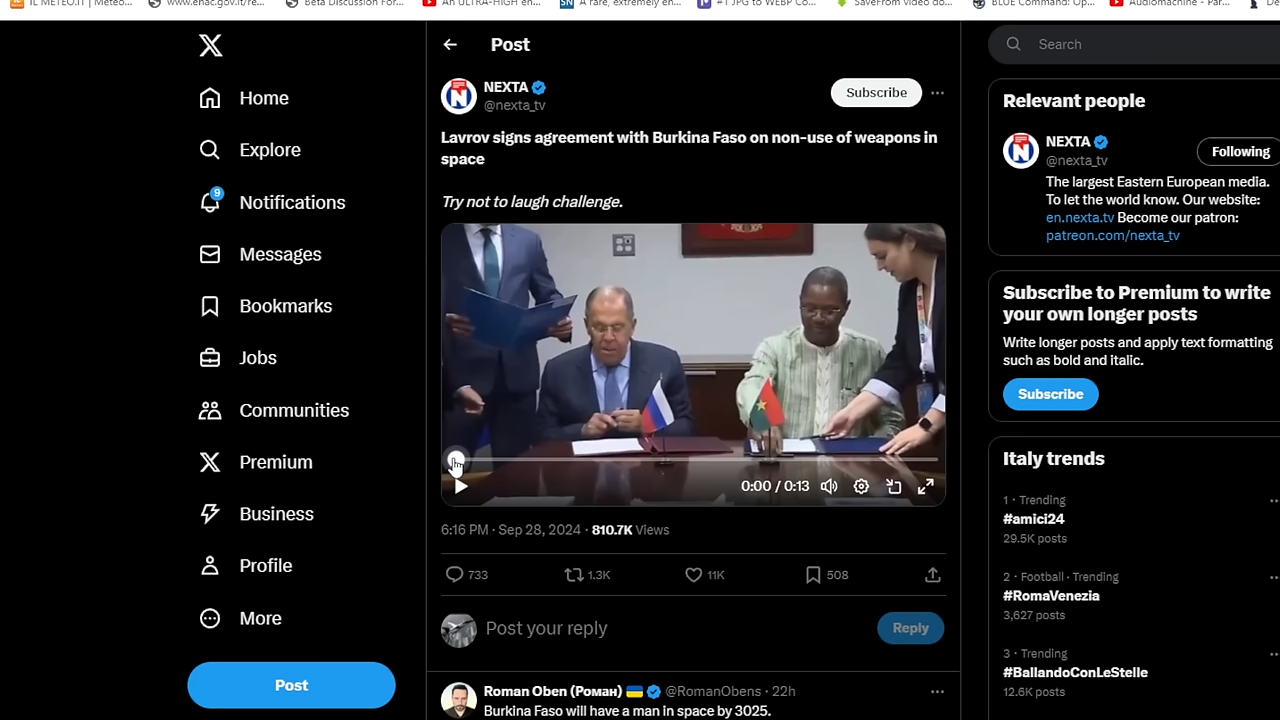 IL METEO.IT | Meteo...
www.enac.gov.it/re...
Beta Discussion For...
An ULTRA-HIGH en...
SN A rare, extremely en...
#1 JPG to WEBP Co...
SaveFrom video do...
BLUE Command: Op...
Audiomachine - Par...
De
X
Home
Explore
9
Notifications
Messages
Bookmarks
Jobs
Communities
Premium
Business
Profile
More
Post
Post
NEXTA
@nexta_tv
Subscribe
Lavrov signs agreement with Burkina Faso on non-use of weapons in
space
Try not to laugh challenge.
0:00 / 0:13
6:16 PM · Sep 28, 2024 · 810.7K Views
733
1.3K
11K
508
Post your reply
Reply
Roman Oben (Роман) @RomanObens · 22h
Burkina Faso will have a man in space by 3025.
Search
Relevant people
NEXTA
@nexta_tv
Following
The largest Eastern European media.
To let the world know. Our website:
en.nexta.tv Become our patron:
patreon.com/nexta_tv
Subscribe to Premium to write
your own longer posts
Write longer posts and apply text formatting
such as bold and italic.
Subscribe
Italy trends
1 · Trending
#amici24
29.5K posts
2 · Football · Trending
#RomaVenezia
3,627 posts
3 · Trending
#BallandoConLeStelle
12.6K posts